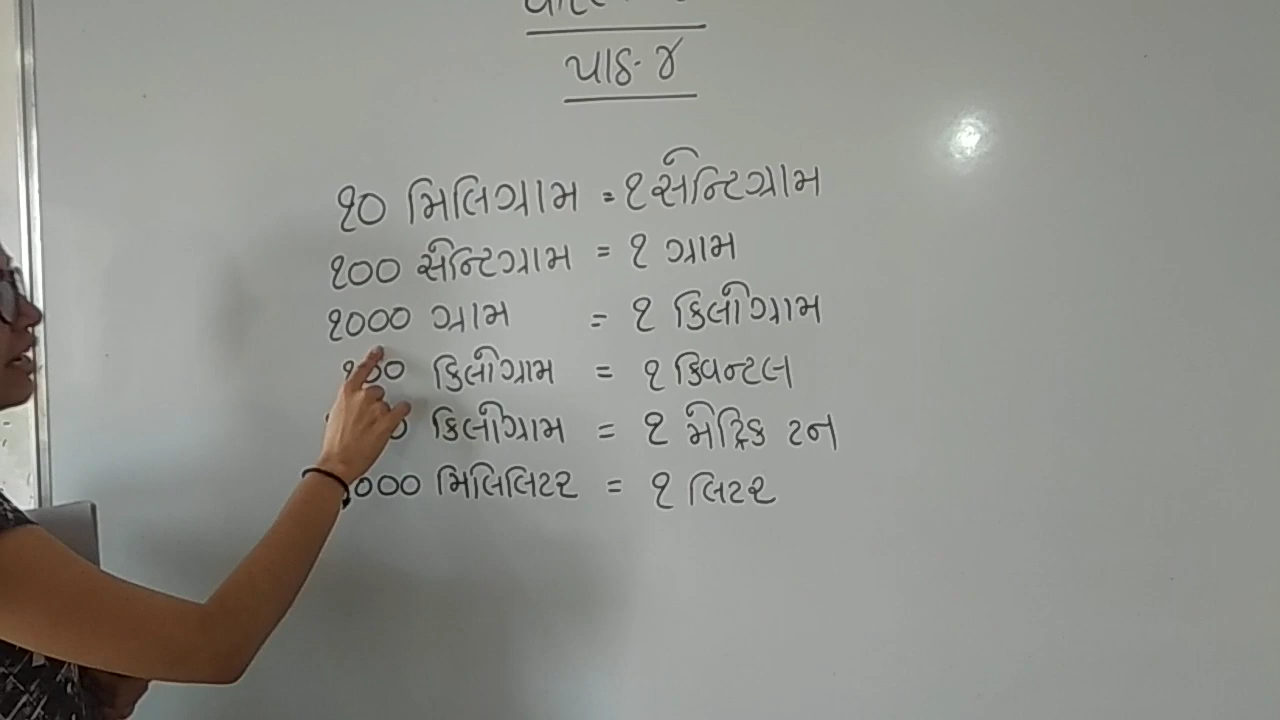 પાઠ-૪
૧૦ મિલિગ્રામ = ૧ સેન્ટિગ્રામ
૧૦૦ સેન્ટિગ્રામ = ૧ ગ્રામ
૧૦૦૦ ગ્રામ = ૧ કિલોગ્રામ
૧૦૦ કિલોગ્રામ = ૧ ક્વિન્ટલ
કિલોગ્રામ = ૧ મેટ્રિક ટન
૦૦૦ મિલિલિટર = ૧ લિટર